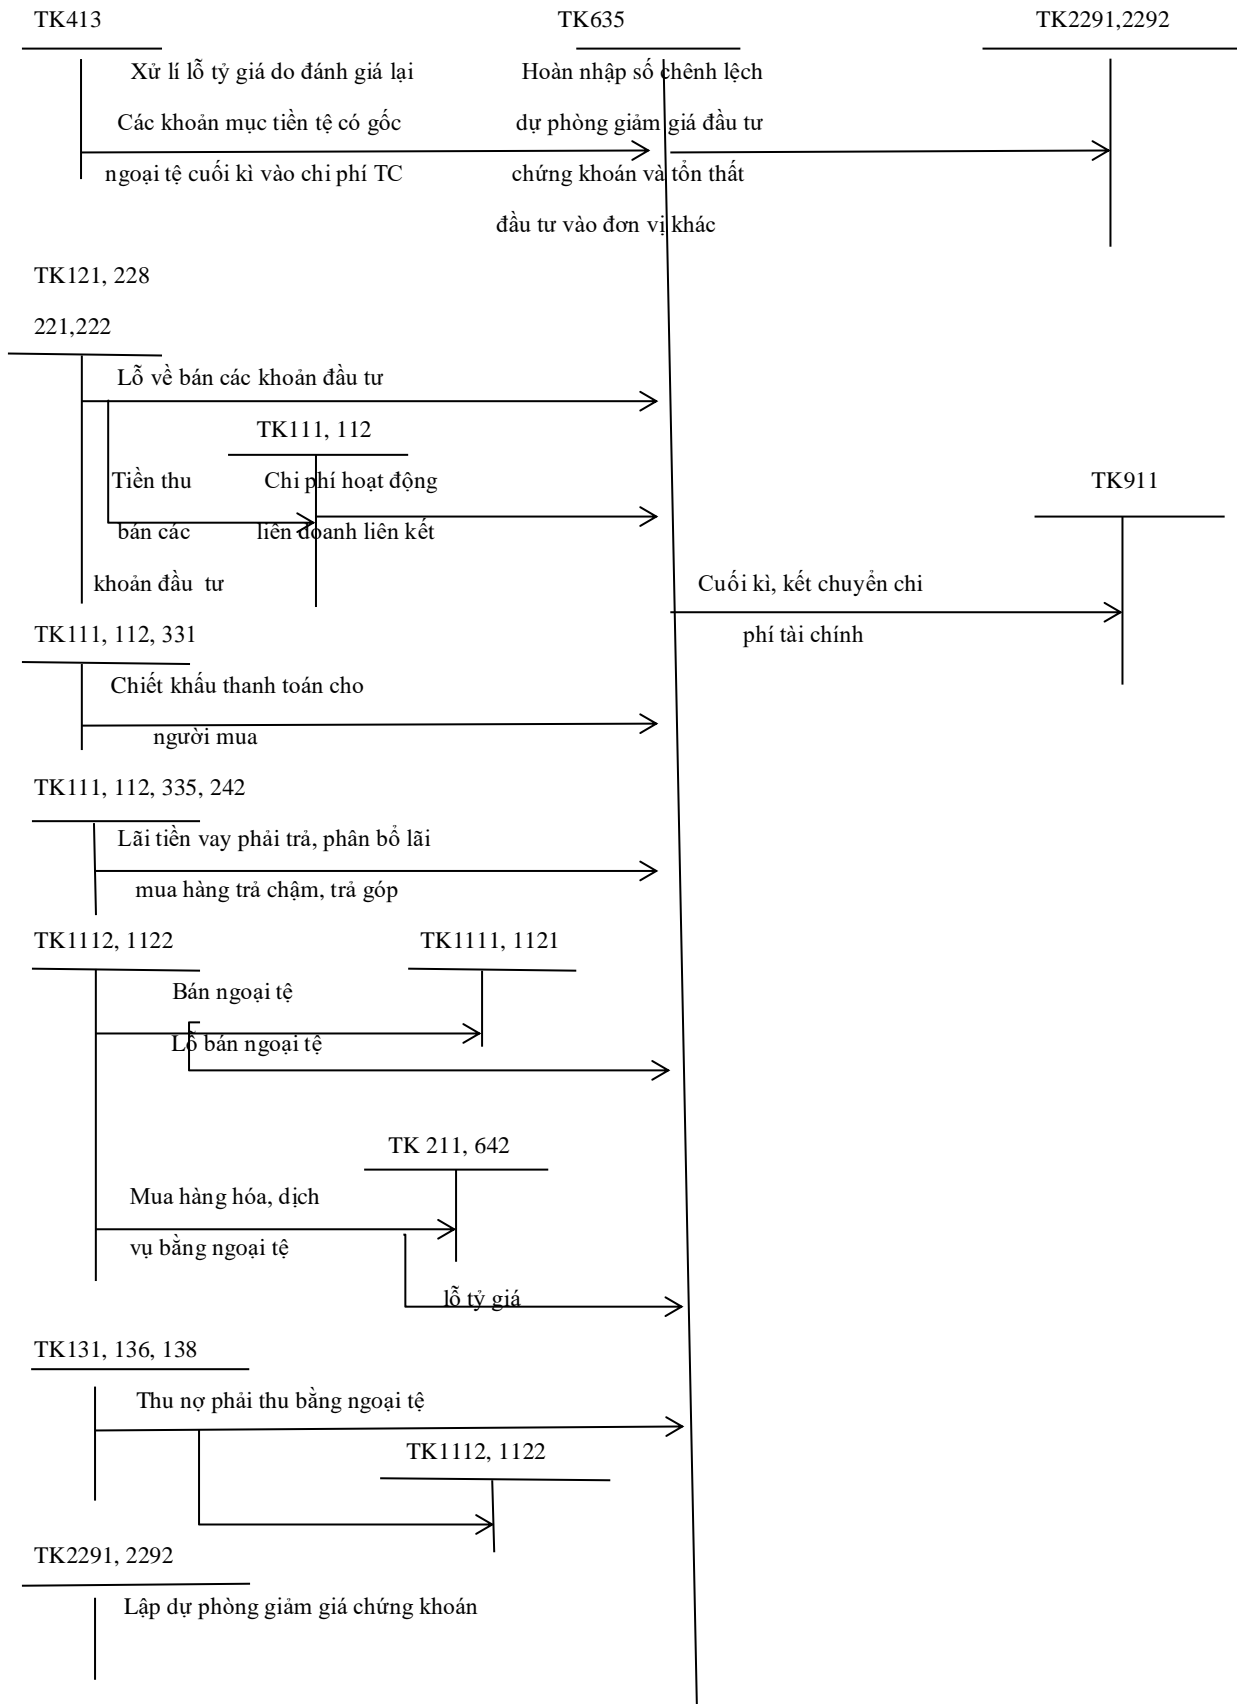 TK413
TK635
TK2291,2292
Xử lí lỗ tỷ giá do đánh giá lại
Hoàn nhập số chênh lệch
Các khoản mục tiền tệ có gốc
dự phòng giảm giá đầu tư
ngoại tệ cuối kì vào chi phí TC
chứng khoán và tổn thất
đầu tư vào đơn vị khác
TK121, 228
221,222
Lỗ về bán các khoản đầu tư
TK111, 112
Tiền thu
Chi phí hoạt động
TK911
bán các
liên doanh liên kết
khoản đầu tư
Cuối kì, kết chuyển chi
TK111, 112, 331
phí tài chính
Chiết khấu thanh toán cho
người mua
TK111, 112, 335, 242
Lãi tiền vay phải trả, phân bổ lãi
mua hàng trả chậm, trả góp
TK1112, 1122
TK1111, 1121
Bán ngoại tệ
Lỗ bán ngoại tệ
TK 211, 642
Mua hàng hóa, dịch
vụ bằng ngoại tệ
lỗ tỷ giá
TK131, 136, 138
Thu nợ phải thu bằng ngoại tệ
TK1112, 1122
TK2291, 2292
Lập dự phòng giảm giá chứng khoán